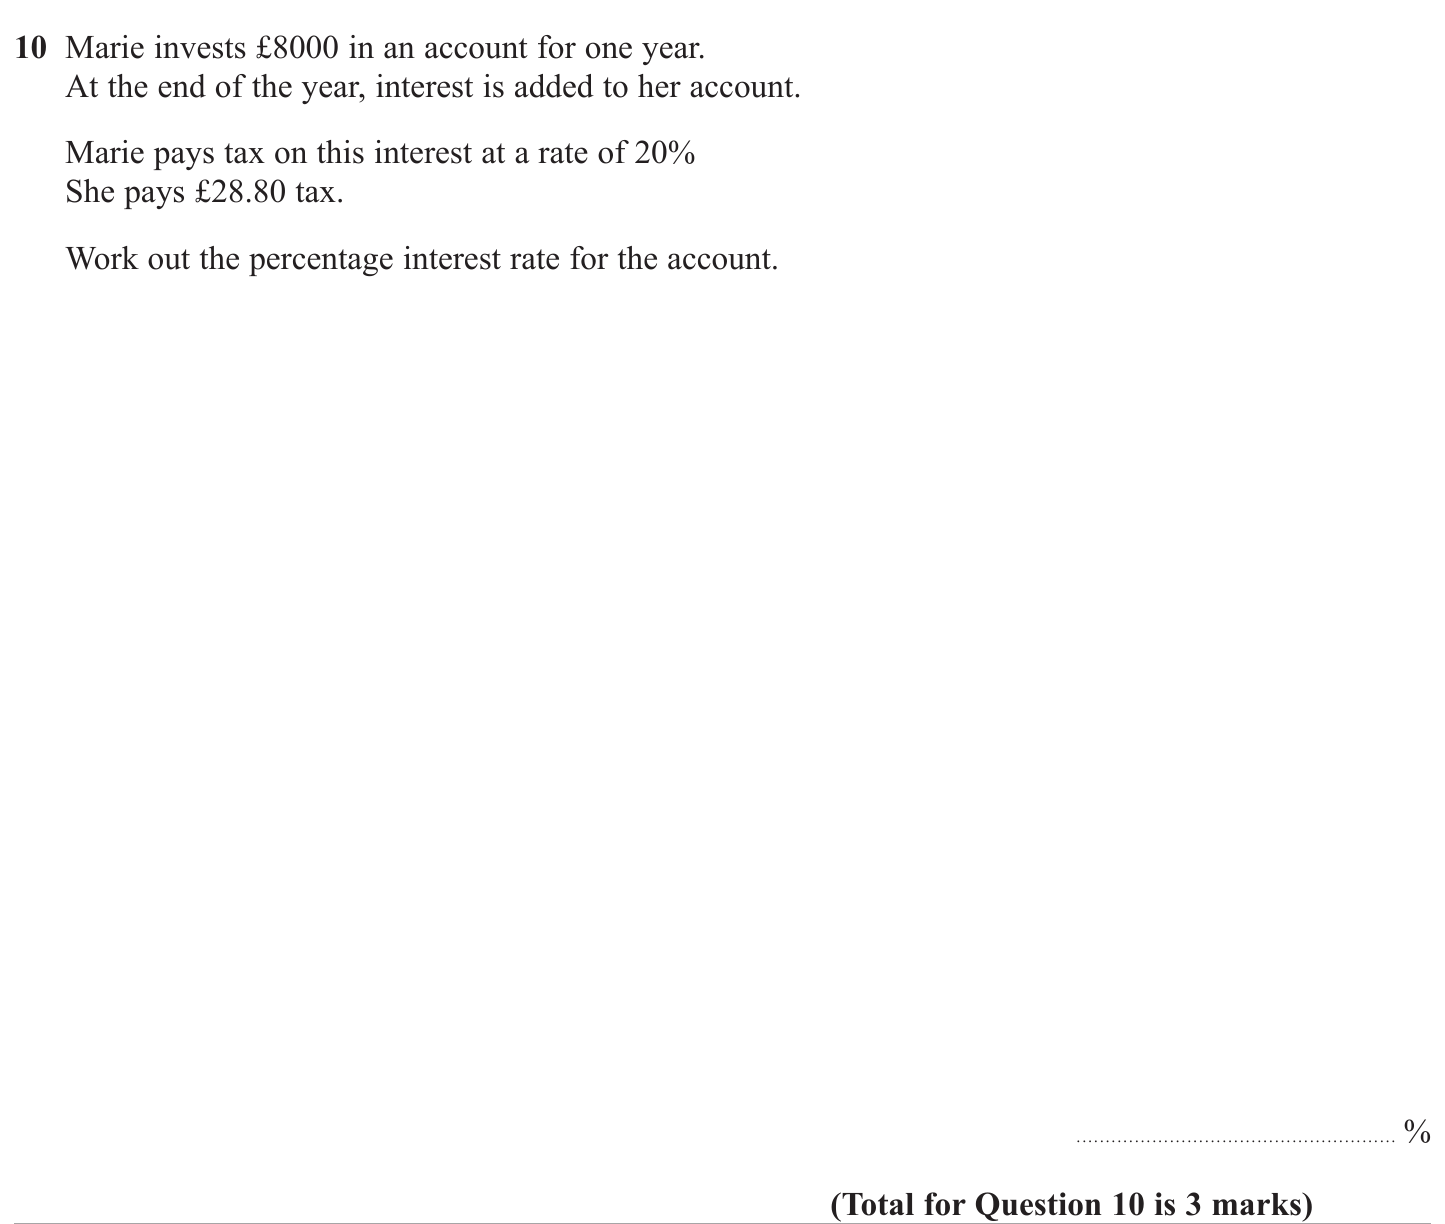 10 Marie invests £8000 in an account for one year.
At the end of the year, interest is added to her account.
Marie pays tax on this interest at a rate of 20%
She pays £28.80 tax.
Work out the percentage interest rate for the account.
...................................................... %
(Total for Question 10 is 3 marks)